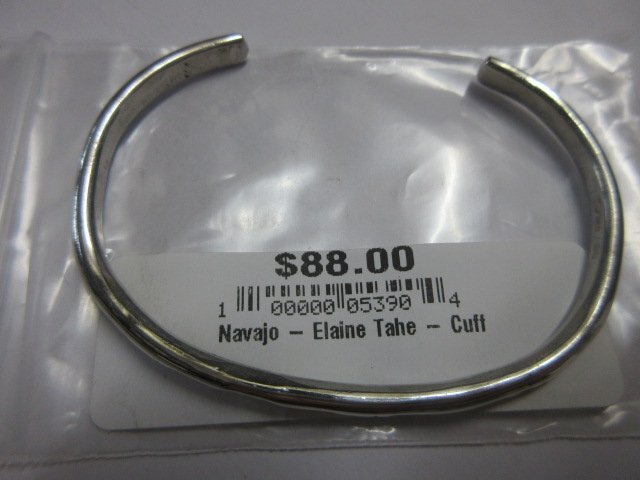 $88.00
1 00000 05390 4
Navajo - Elaine Tahe - Cuff